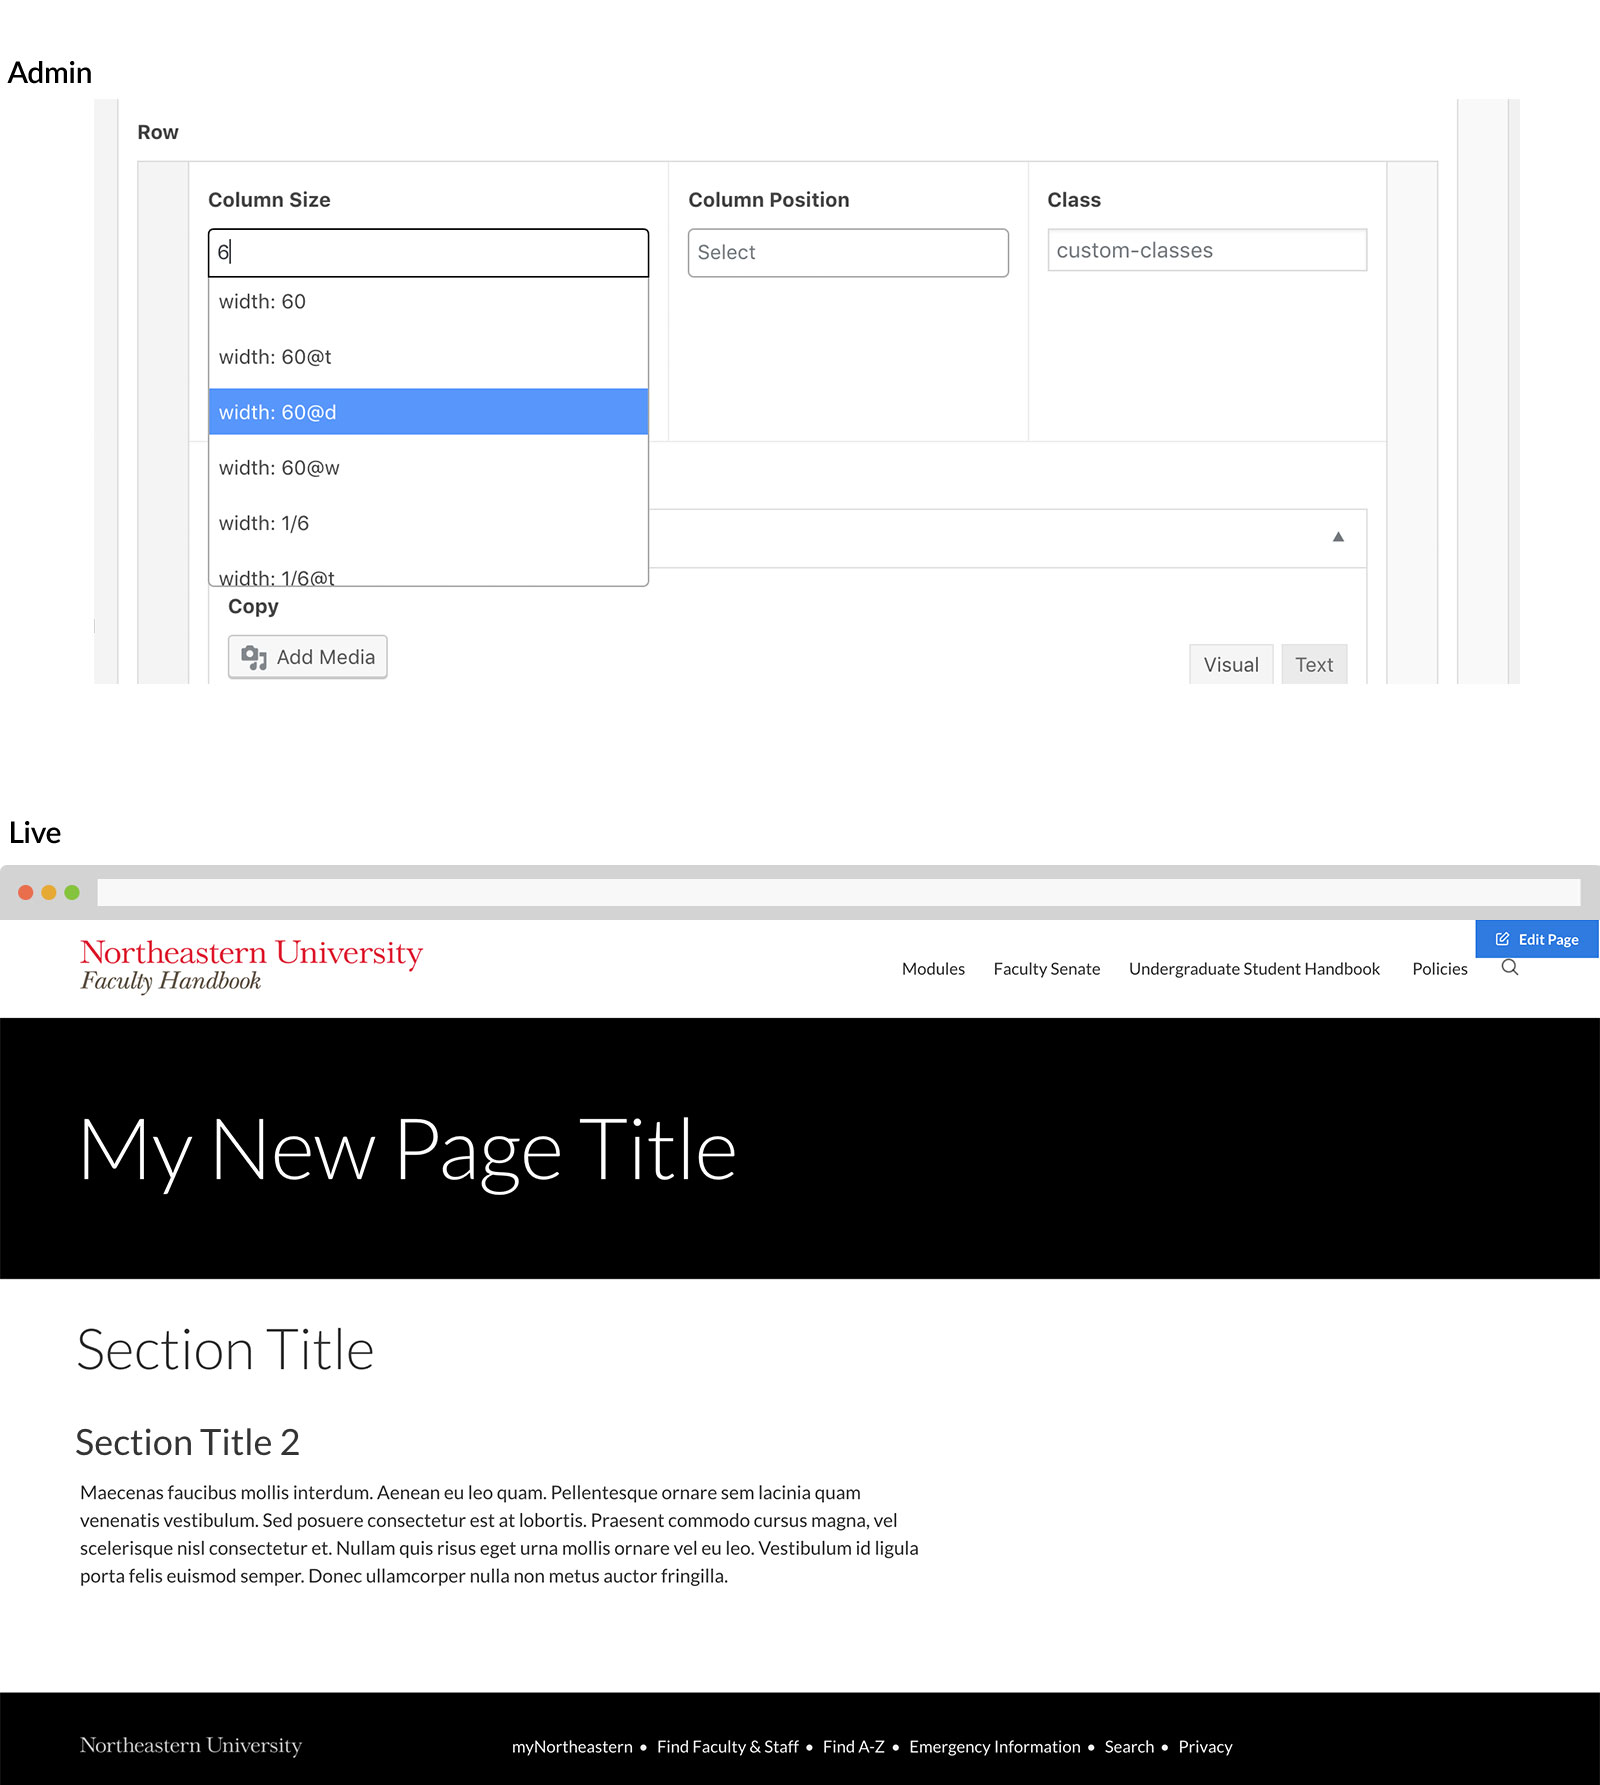 Admin
Row
Column Size
Column Position
Class
6
Select
custom-classes
width: 60
width: 60@t
width: 60@d
width: 60@w
width: 1/6
width: 1/6@t
Copy
Add Media
Visual
Text
Live
Edit Page
Northeastern University
Faculty Handbook
Modules
Faculty Senate
Undergraduate Student Handbook
Policies
My New Page Title
Section Title
Section Title 2
Maecenas faucibus mollis interdum. Aenean eu leo quam. Pellentesque ornare sem lacinia quam
venenatis vestibulum. Sed posuere consectetur est at lobortis. Praesent commodo cursus magna, vel
scelerisque nisl consectetur et. Nullam quis risus eget urna mollis ornare vel eu leo. Vestibulum id ligula
porta felis euismod semper. Donec ullamcorper nulla non metus auctor fringilla.
Northeastern University
myNortheastern • Find Faculty & Staff • Find A-Z • Emergency Information • Search • Privacy